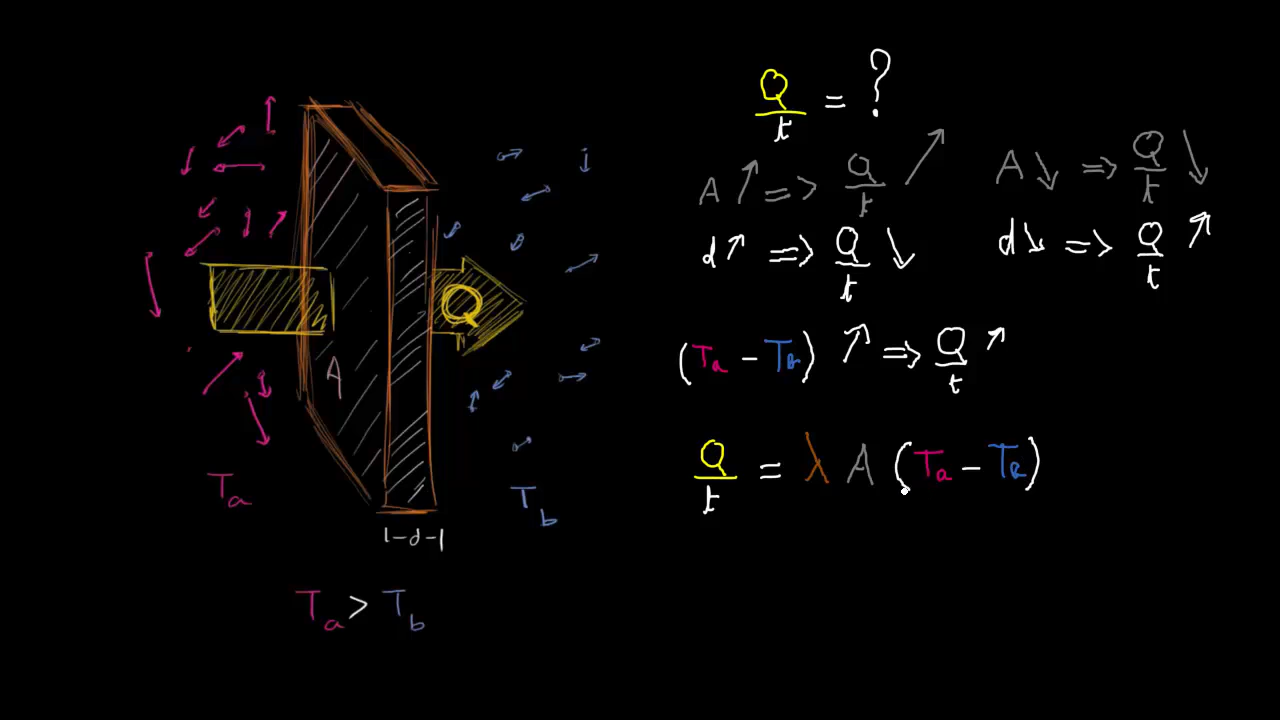 Q/t = ?
A ↗ => Q/t ↗
A ↘ => Q/t ↓
d ↗ => Q/t ↓
d ↘ => Q/t ↗
(Ta - Tb) ↗ => Q/t ↗
Q/t = λ A (Ta - Tb)
Q
A
Ta
Tb
|-d-|
Ta > Tb